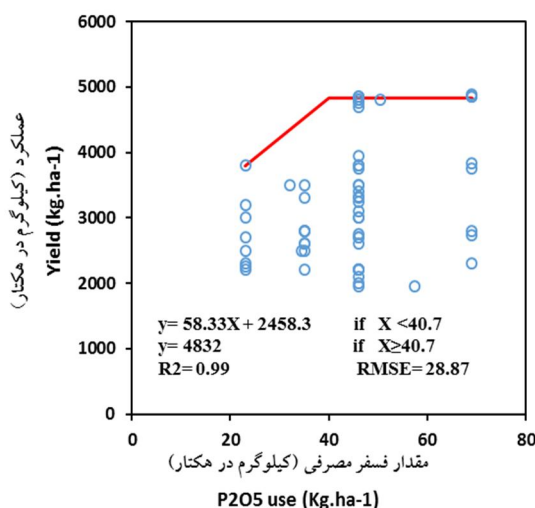 6000
5000
4000
3000
2000
1000
0
عملکرد (کیلوگرم در هکتار)
Yield (kg.ha-1)
y= 58.33X+2458.3 if X <40.7
y= 4832 if X≥40.7
R2= 0.99 RMSE= 28.87
0 20 40 60 80
مقدار فسفر مصرفی (کیلوگرم در هکتار)
P2O5 use (Kg.ha-1)